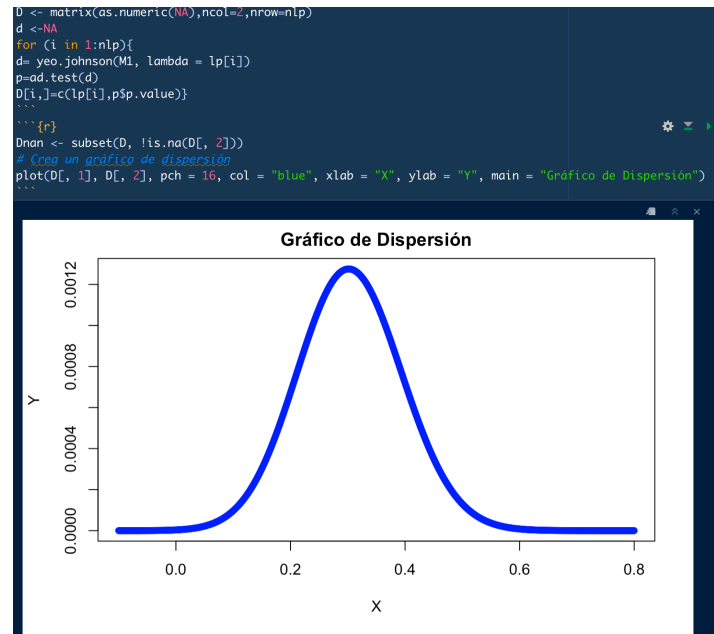 D <- matrix(as.numeric(NA),ncol=2,nrow=nlp)
d <-NA
for (i in 1:nlp){
d= yeo.johnson(M1, lambda = lp[i])
p=ad.test(d)
D[i,]=c(lp[i],p$p.value)}
```
```{r}
Dnan <- subset(D, !is.na(D[, 2]))
# Crea un gráfico de dispersión
plot(D[, 1], D[, 2], pch = 16, col = "blue", xlab = "X", ylab = "Y", main = "Gráfico de Dispersión")
```
Gráfico de Dispersión
0.0012
0.0008
Y
0.0004
0.0000
0.0 0.2 0.4 0.6 0.8
X